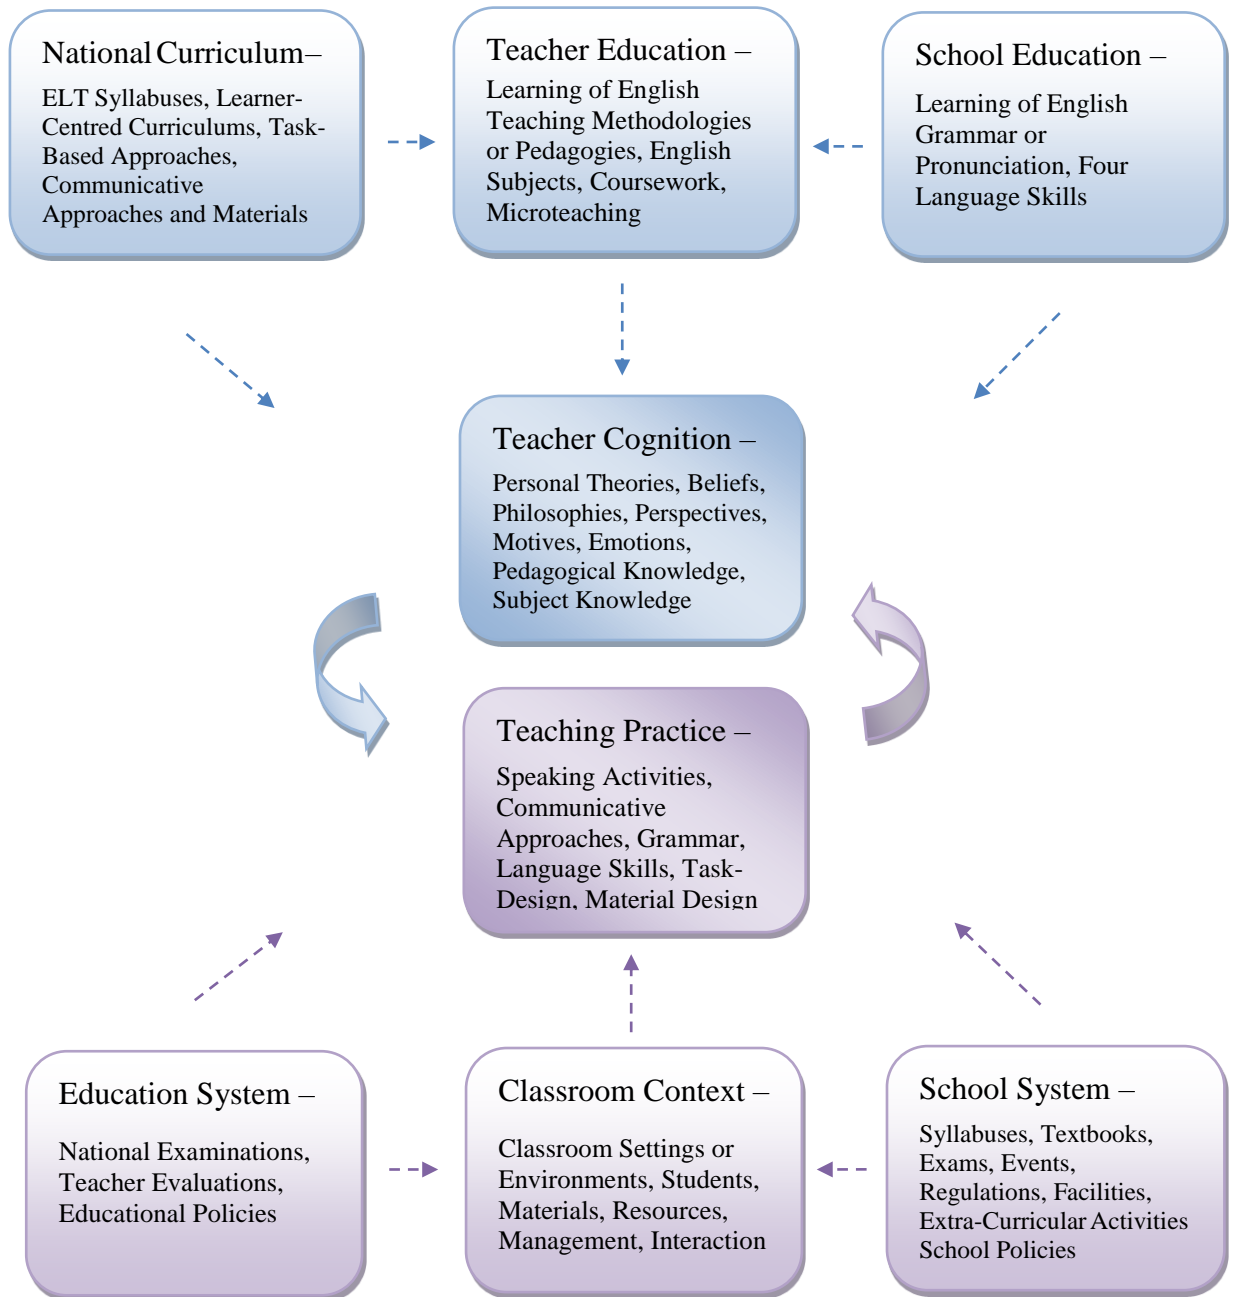 National Curriculum–
ELT Syllabuses, Learner-
Centred Curriculums, Task-
Based Approaches,
Communicative
Approaches and Materials
Teacher Education –
Learning of English
Teaching Methodologies
or Pedagogies, English
Subjects, Coursework,
Microteaching
School Education –
Learning of English
Grammar or
Pronunciation, Four
Language Skills
Teacher Cognition –
Personal Theories, Beliefs,
Philosophies, Perspectives,
Motives, Emotions,
Pedagogical Knowledge,
Subject Knowledge
Teaching Practice –
Speaking Activities,
Communicative
Approaches, Grammar,
Language Skills, Task-
Design, Material Design
Education System –
National Examinations,
Teacher Evaluations,
Educational Policies
Classroom Context –
Classroom Settings or
Environments, Students,
Materials, Resources,
Management, Interaction
School System –
Syllabuses, Textbooks,
Exams, Events,
Regulations, Facilities,
Extra-Curricular Activities
School Policies